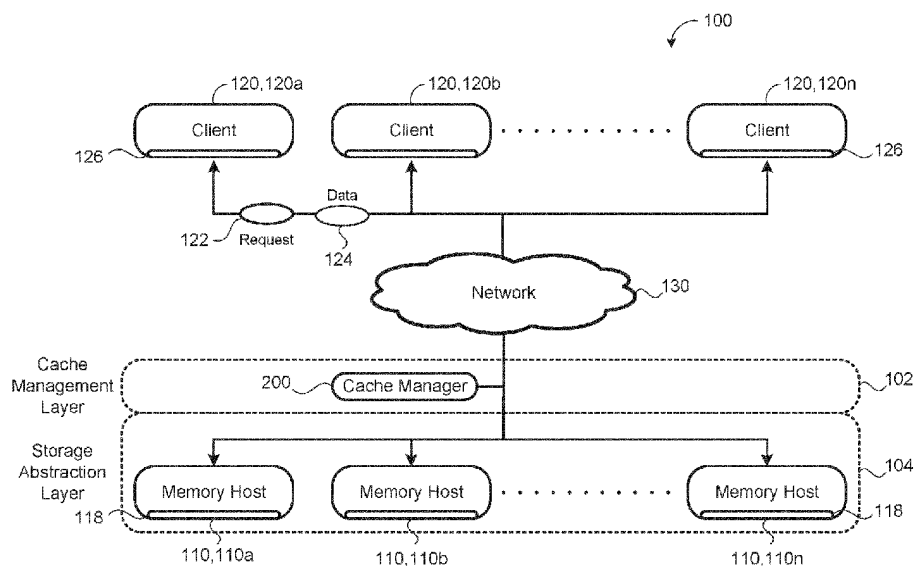 100
120,120a
120,120b
120,120n
Client
Client
Client
126
126
Data
122
Request
124
Network
130
Cache
Management
Layer
200
Cache Manager
102
Storage
Abstraction
Layer
104
Memory Host
Memory Host
Memory Host
118
118
110,110a
110,110b
110,110n